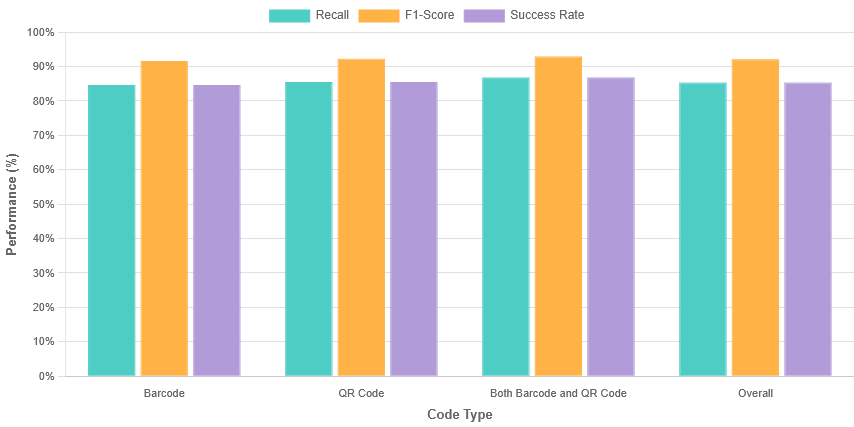 Recall F1-Score Success Rate
100%
90%
80%
70%
60%
50%
40%
30%
20%
10%
0%
Performance (%)
Barcode QR Code Both Barcode and QR Code Overall
Code Type